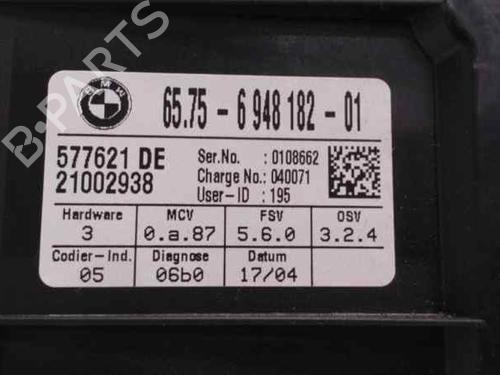 B-PARTS
BMW
65.75 - 6 948 182 - 01
577621 DE
21002938
Ser.No. : 0108662
Charge No.: 040071
User-ID : 195
Hardware MCV FSV OSV
3 0.a.87 5.6.0 3.2.4
Codier-Ind. Diagnose Datum
05 06b0 17/04